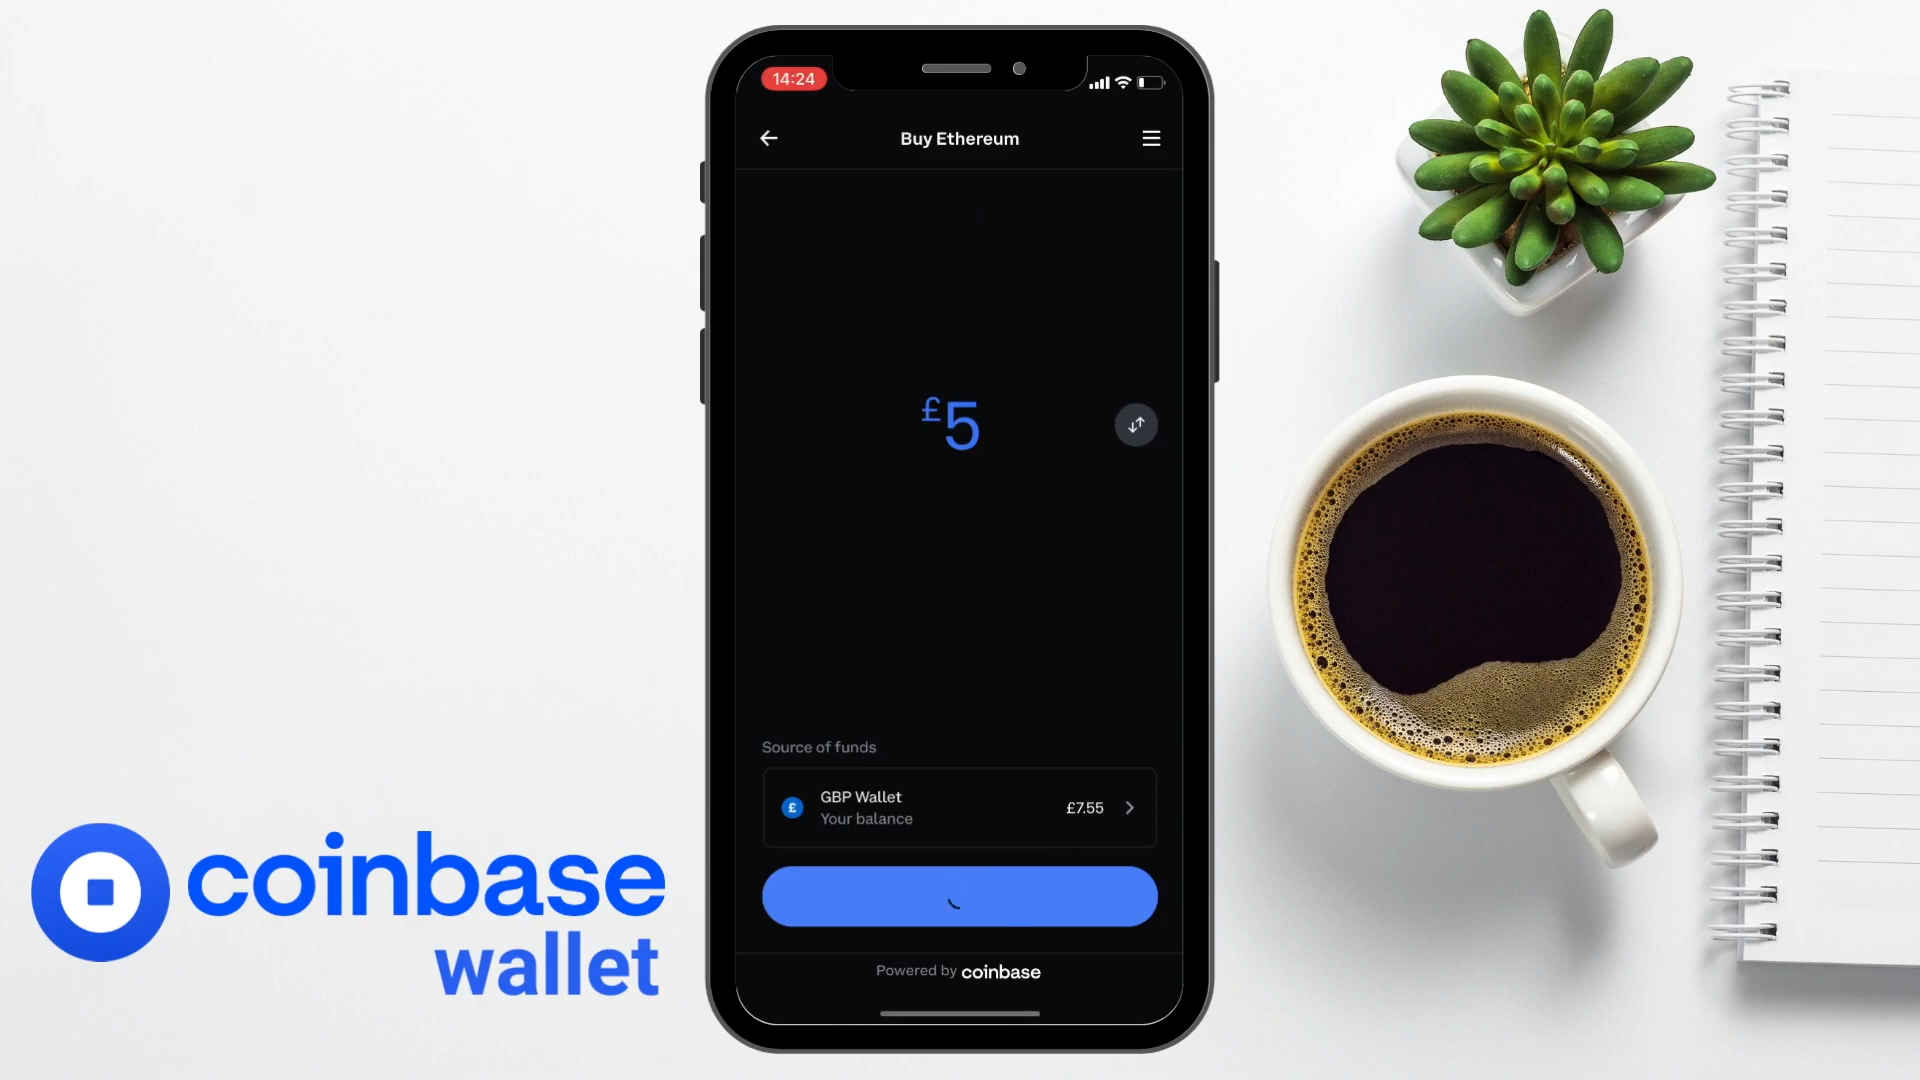 14:24
Buy Ethereum
£5
Source of funds
£
GBP Wallet
£7.55
Your balance
Powered by coinbase
coinbase
wallet